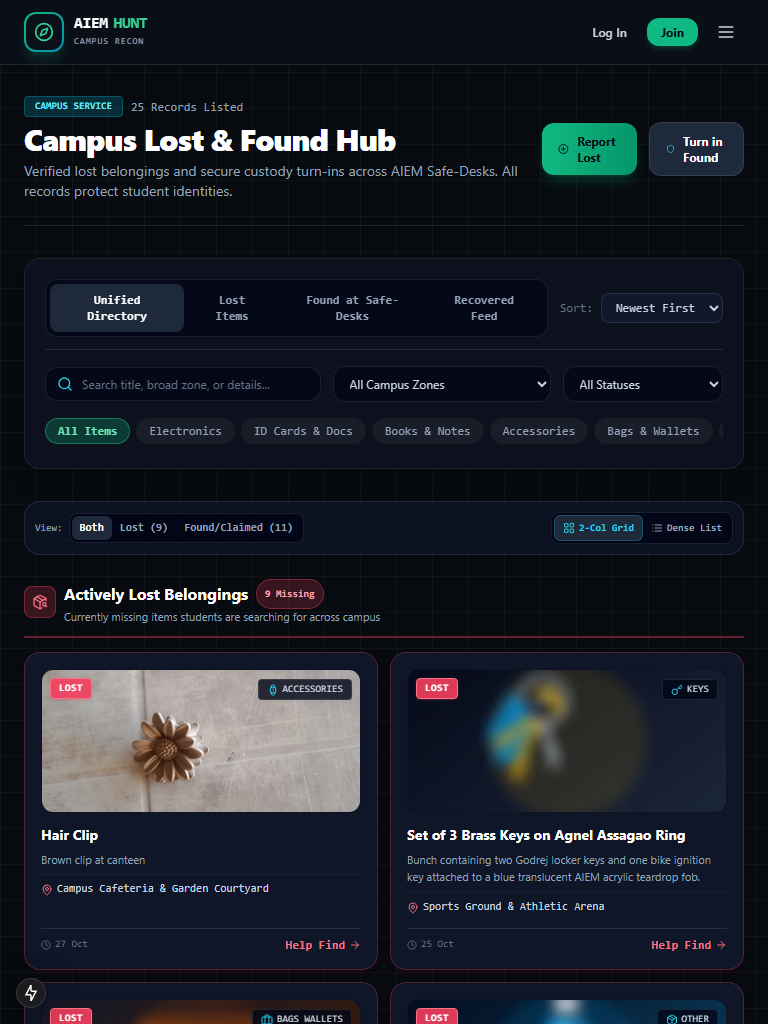 AIEM HUNT
CAMPUS RECON
Log In
Join
CAMPUS SERVICE
25 Records Listed
Campus Lost & Found Hub
Verified lost belongings and secure custody turn-ins across AIEM Safe-Desks. All
records protect student identities.
Report
Lost
Turn in
Found
Unified
Directory
Lost
Items
Found at Safe-
Desks
Recovered
Feed
Sort:
Newest First
Search title, broad zone, or details...
All Campus Zones
All Statuses
All Items
Electronics
ID Cards & Docs
Books & Notes
Accessories
Bags & Wallets
View:
Both
Lost (9)
Found/Claimed (11)
2-Col Grid
Dense List
Actively Lost Belongings
9 Missing
Currently missing items students are searching for across campus
LOST
ACCESSORIES
Hair Clip
Brown clip at canteen
Campus Cafeteria & Garden Courtyard
27 Oct
Help Find →
LOST
KEYS
Set of 3 Brass Keys on Agnel Assagao Ring
Bunch containing two Godrej locker keys and one bike ignition
key attached to a blue translucent AIEM acrylic teardrop fob.
Sports Ground & Athletic Arena
25 Oct
Help Find →
LOST
BAGS WALLETS
LOST
OTHER